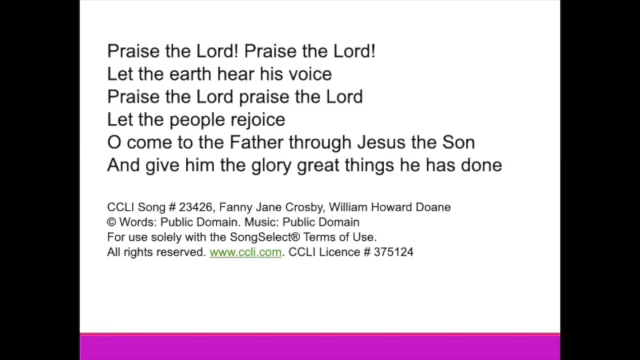 Praise the Lord! Praise the Lord!
Let the earth hear his voice
Praise the Lord praise the Lord
Let the people rejoice
O come to the Father through Jesus the Son
And give him the glory great things he has done
CCLI Song # 23426, Fanny Jane Crosby, William Howard Doane
© Words: Public Domain. Music: Public Domain
For use solely with the SongSelect® Terms of Use.
All rights reserved. www.ccli.com. CCLI Licence # 375124